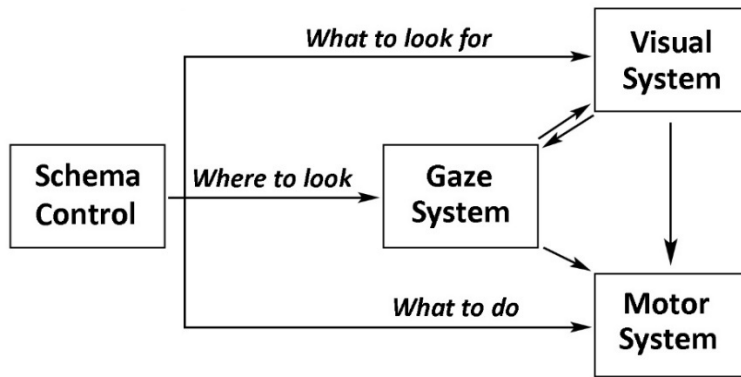 What to look for
Visual
System
Schema
Control
Where to look
Gaze
System
What to do
Motor
System